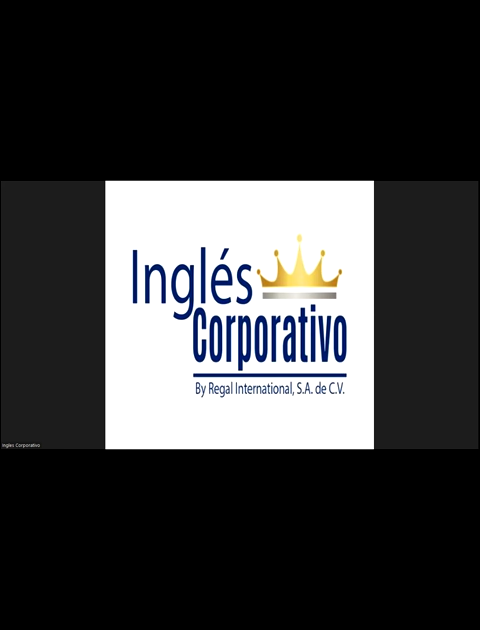 Inglés
Corporativo
By Regal International, S.A. de C.V.
Ingles Corporativo